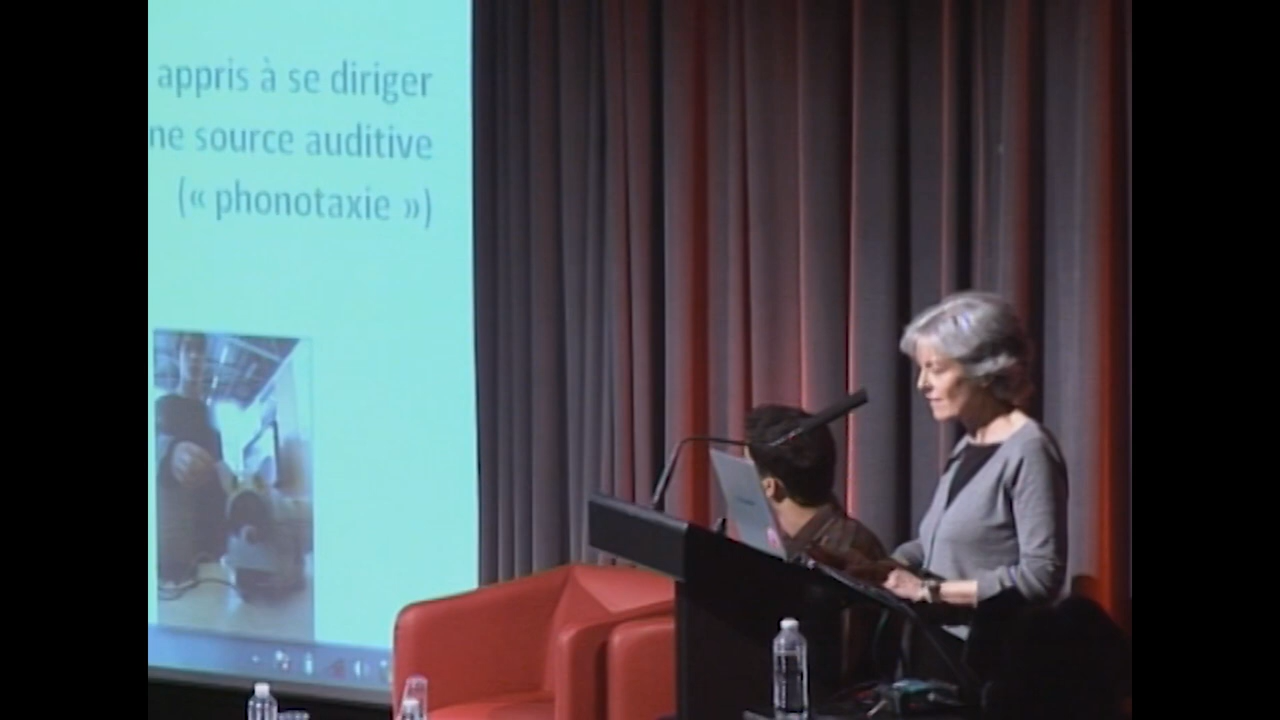 appris à se diriger
ne source auditive
(« phonotaxie »)